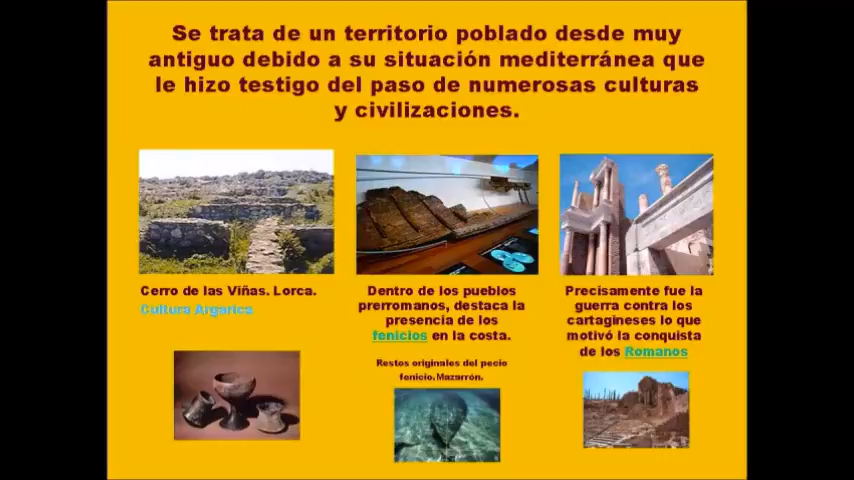 Se trata de un territorio poblado desde muy
antiguo debido a su situación mediterránea que
le hizo testigo del paso de numerosas culturas
y civilizaciones.
Cerro de las Viñas. Lorca.
Cultura Argarica
Dentro de los pueblos
prerromanos, destaca la
presencia de los
fenicios en la costa.
Restos originales del pecio
fenicio.Mazarrón.
Precisamente fue la
guerra contra los
cartagineses lo que
motivó la conquista
de los Romanos